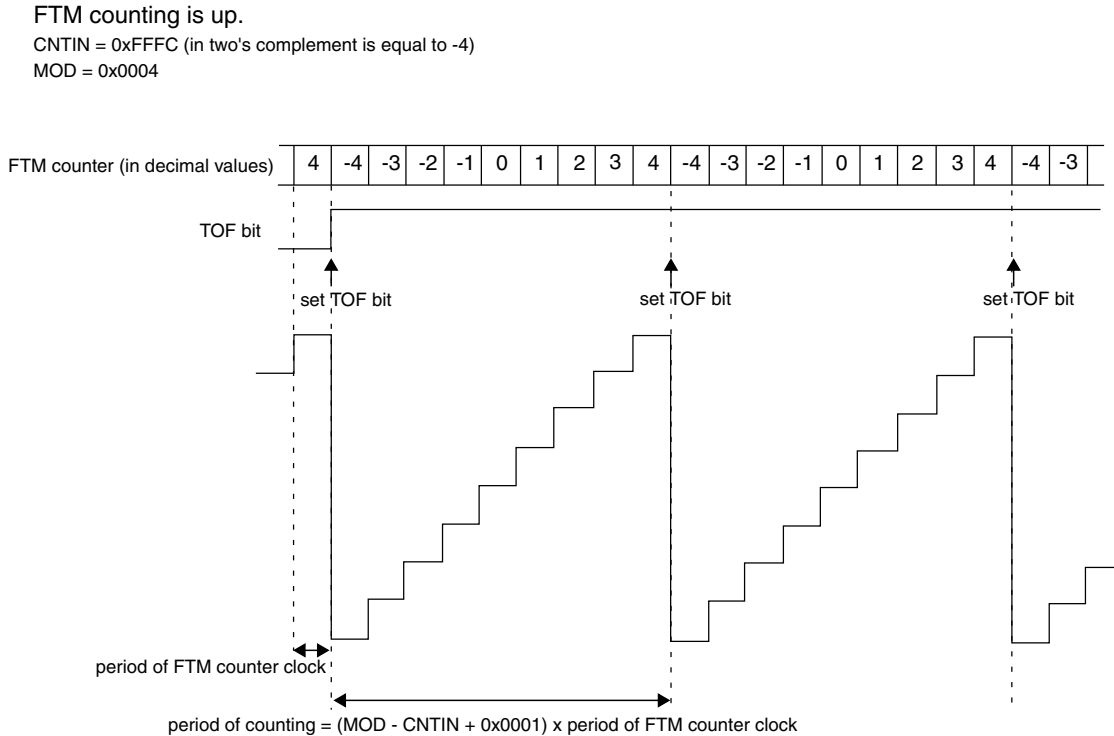 FTM counting is up.
CNTIN = 0xFFFC (in two's complement is equal to -4)
MOD = 0x0004
FTM counter (in decimal values) 4 -4 -3 -2 -1 0 1 2 3 4 -4 -3 -2 -1 0 1 2 3 4 -4 -3
TOF bit
set TOF bit set TOF bit set TOF bit
period of FTM counter clock
period of counting = (MOD - CNTIN + 0x0001) x period of FTM counter clock